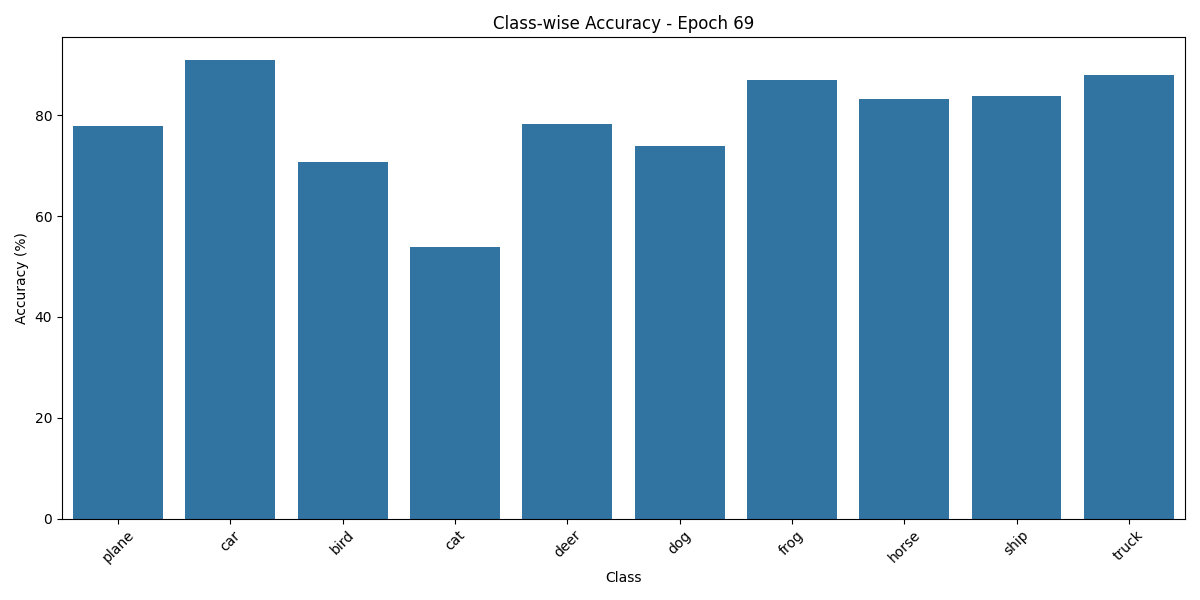 Class-wise Accuracy - Epoch 69
Accuracy (%)
80
60
40
20
0
plane
car
bird
cat
deer
dog
frog
horse
ship
truck
Class